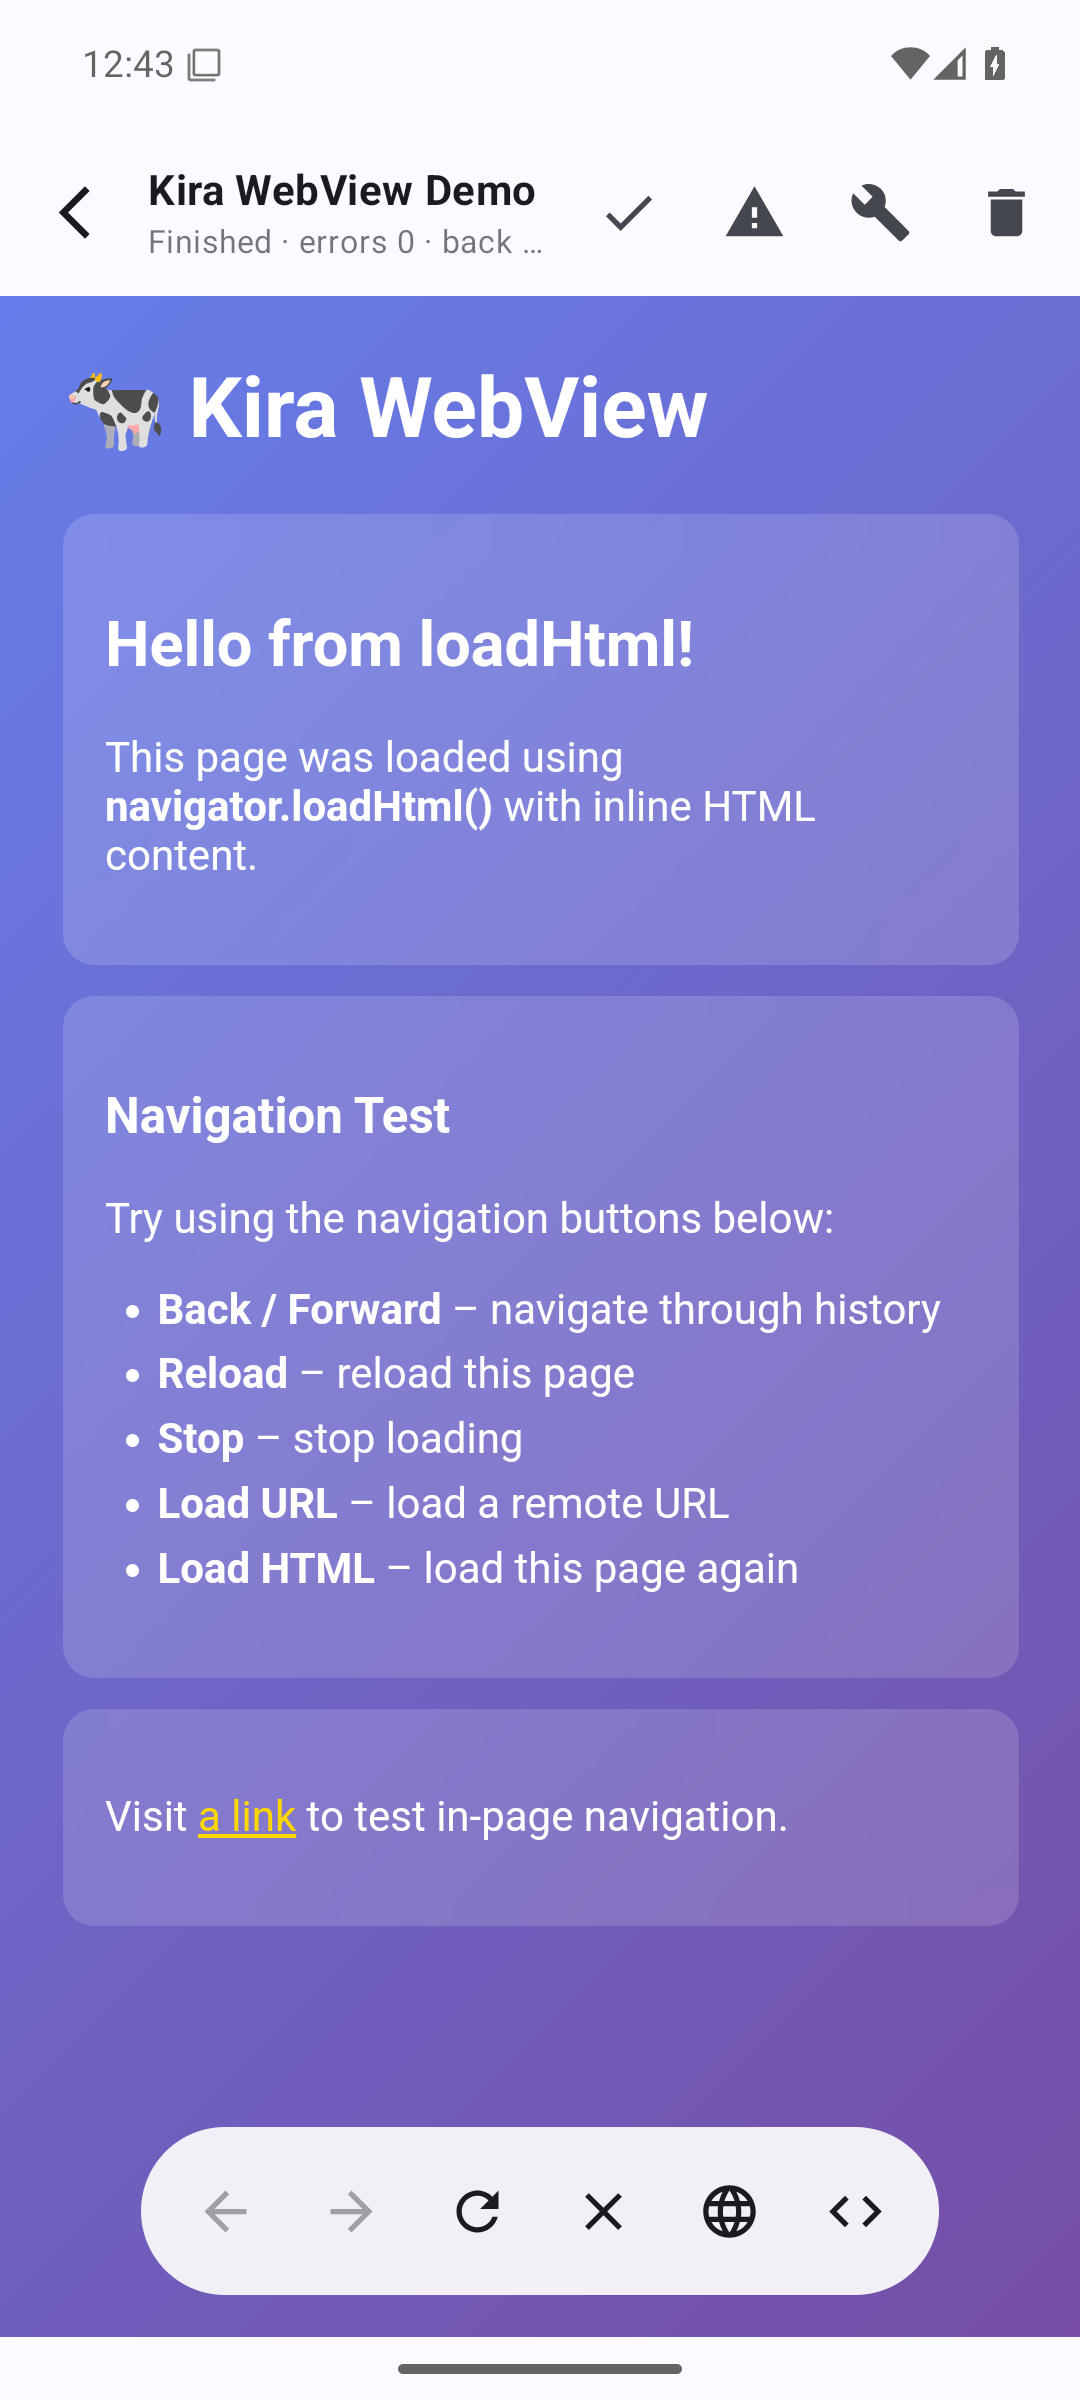 12:43
Kira WebView Demo
Finished · errors 0 · back ...
Kira WebView
Hello from loadHtml!
This page was loaded using
navigator.loadHtml() with inline HTML
content.
Navigation Test
Try using the navigation buttons below:
• Back / Forward – navigate through history
• Reload – reload this page
• Stop – stop loading
• Load URL – load a remote URL
• Load HTML – load this page again
Visit a link to test in-page navigation.